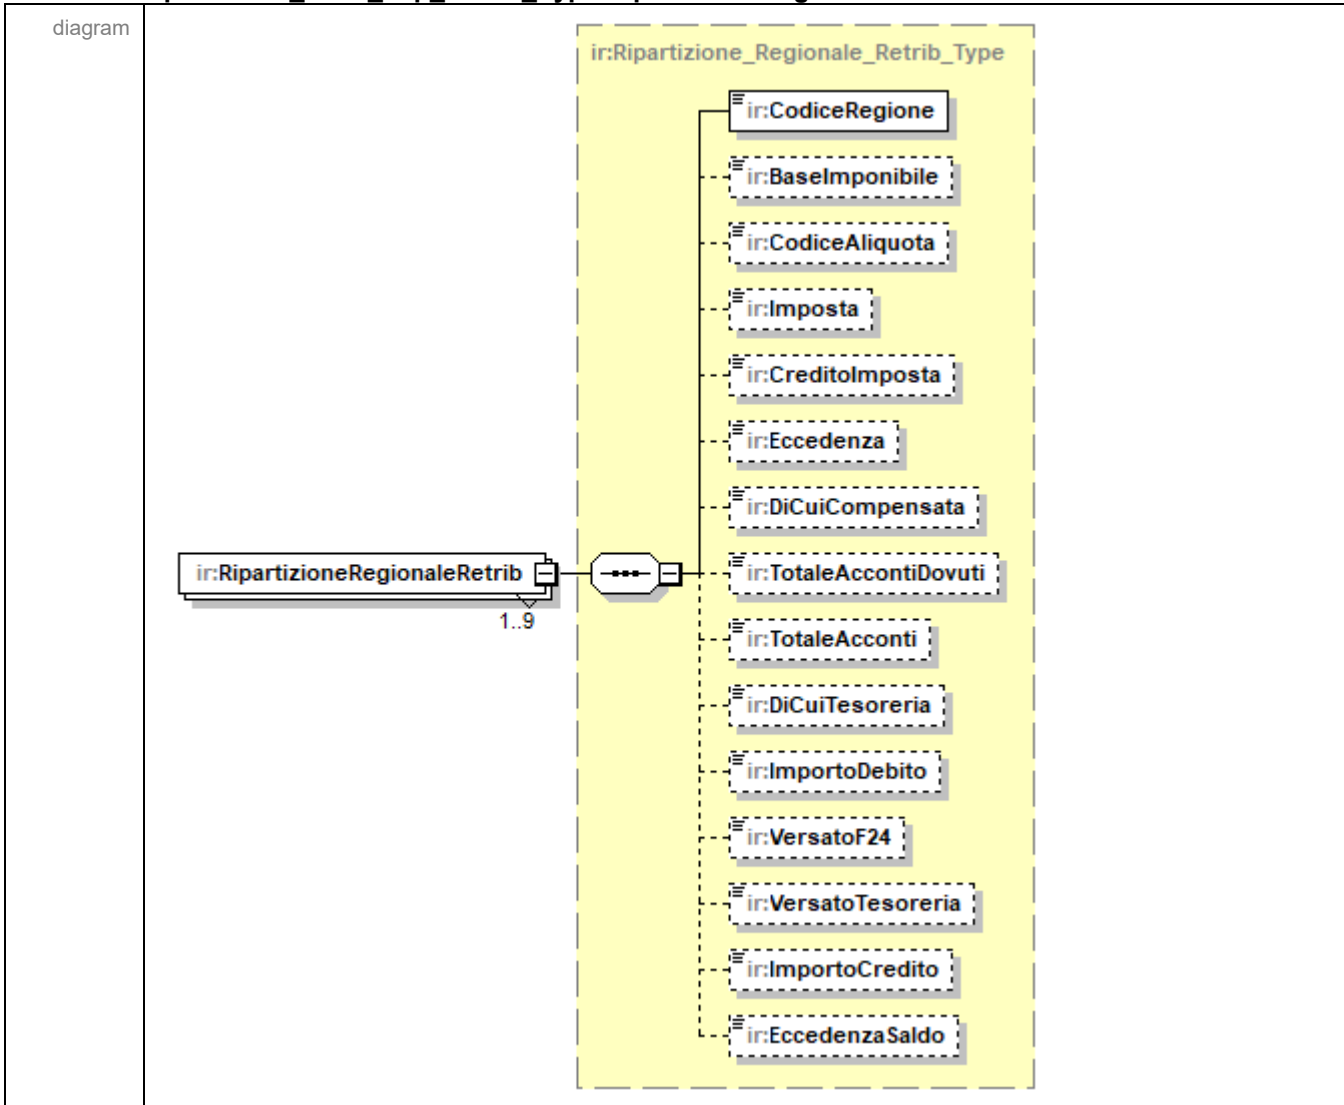 diagram
ir:Ripartizione_Regionale_Retrib_Type
ir:CodiceRegione
ir:BaseImponibile
ir:CodiceAliquota
ir:Imposta
ir:CreditoImposta
ir:Eccedenza
ir:DiCuiCompensata
ir:RipartizioneRegionaleRetrib
1..9
ir:TotaleAccontiDovuti
ir:TotaleAcconti
ir:DiCuiTesoreria
ir:ImportoDebito
ir:VersatoF24
ir:VersatoTesoreria
ir:ImportoCredito
ir:EccedenzaSaldo